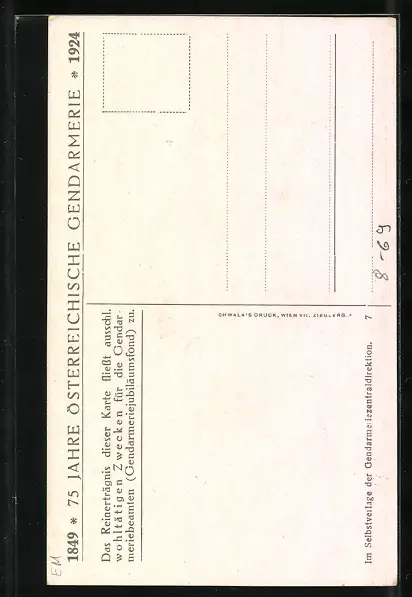 1849 * 75 JAHRE ÖSTERREICHISCHE GENDARMERIE * 1924
Das Reinerträgnis dieser Karte fließt ausschl.
wohltätigen Zwecken für die Gendar-
meriebeamten (Gendarmeriejubiläumsfond) zu.
CHWALA'S DRUCK, WIEN VII. ZIEGLERG.
Im Selbstverlage der Gendarmeriezentraldirektion. 7
8-69
EM